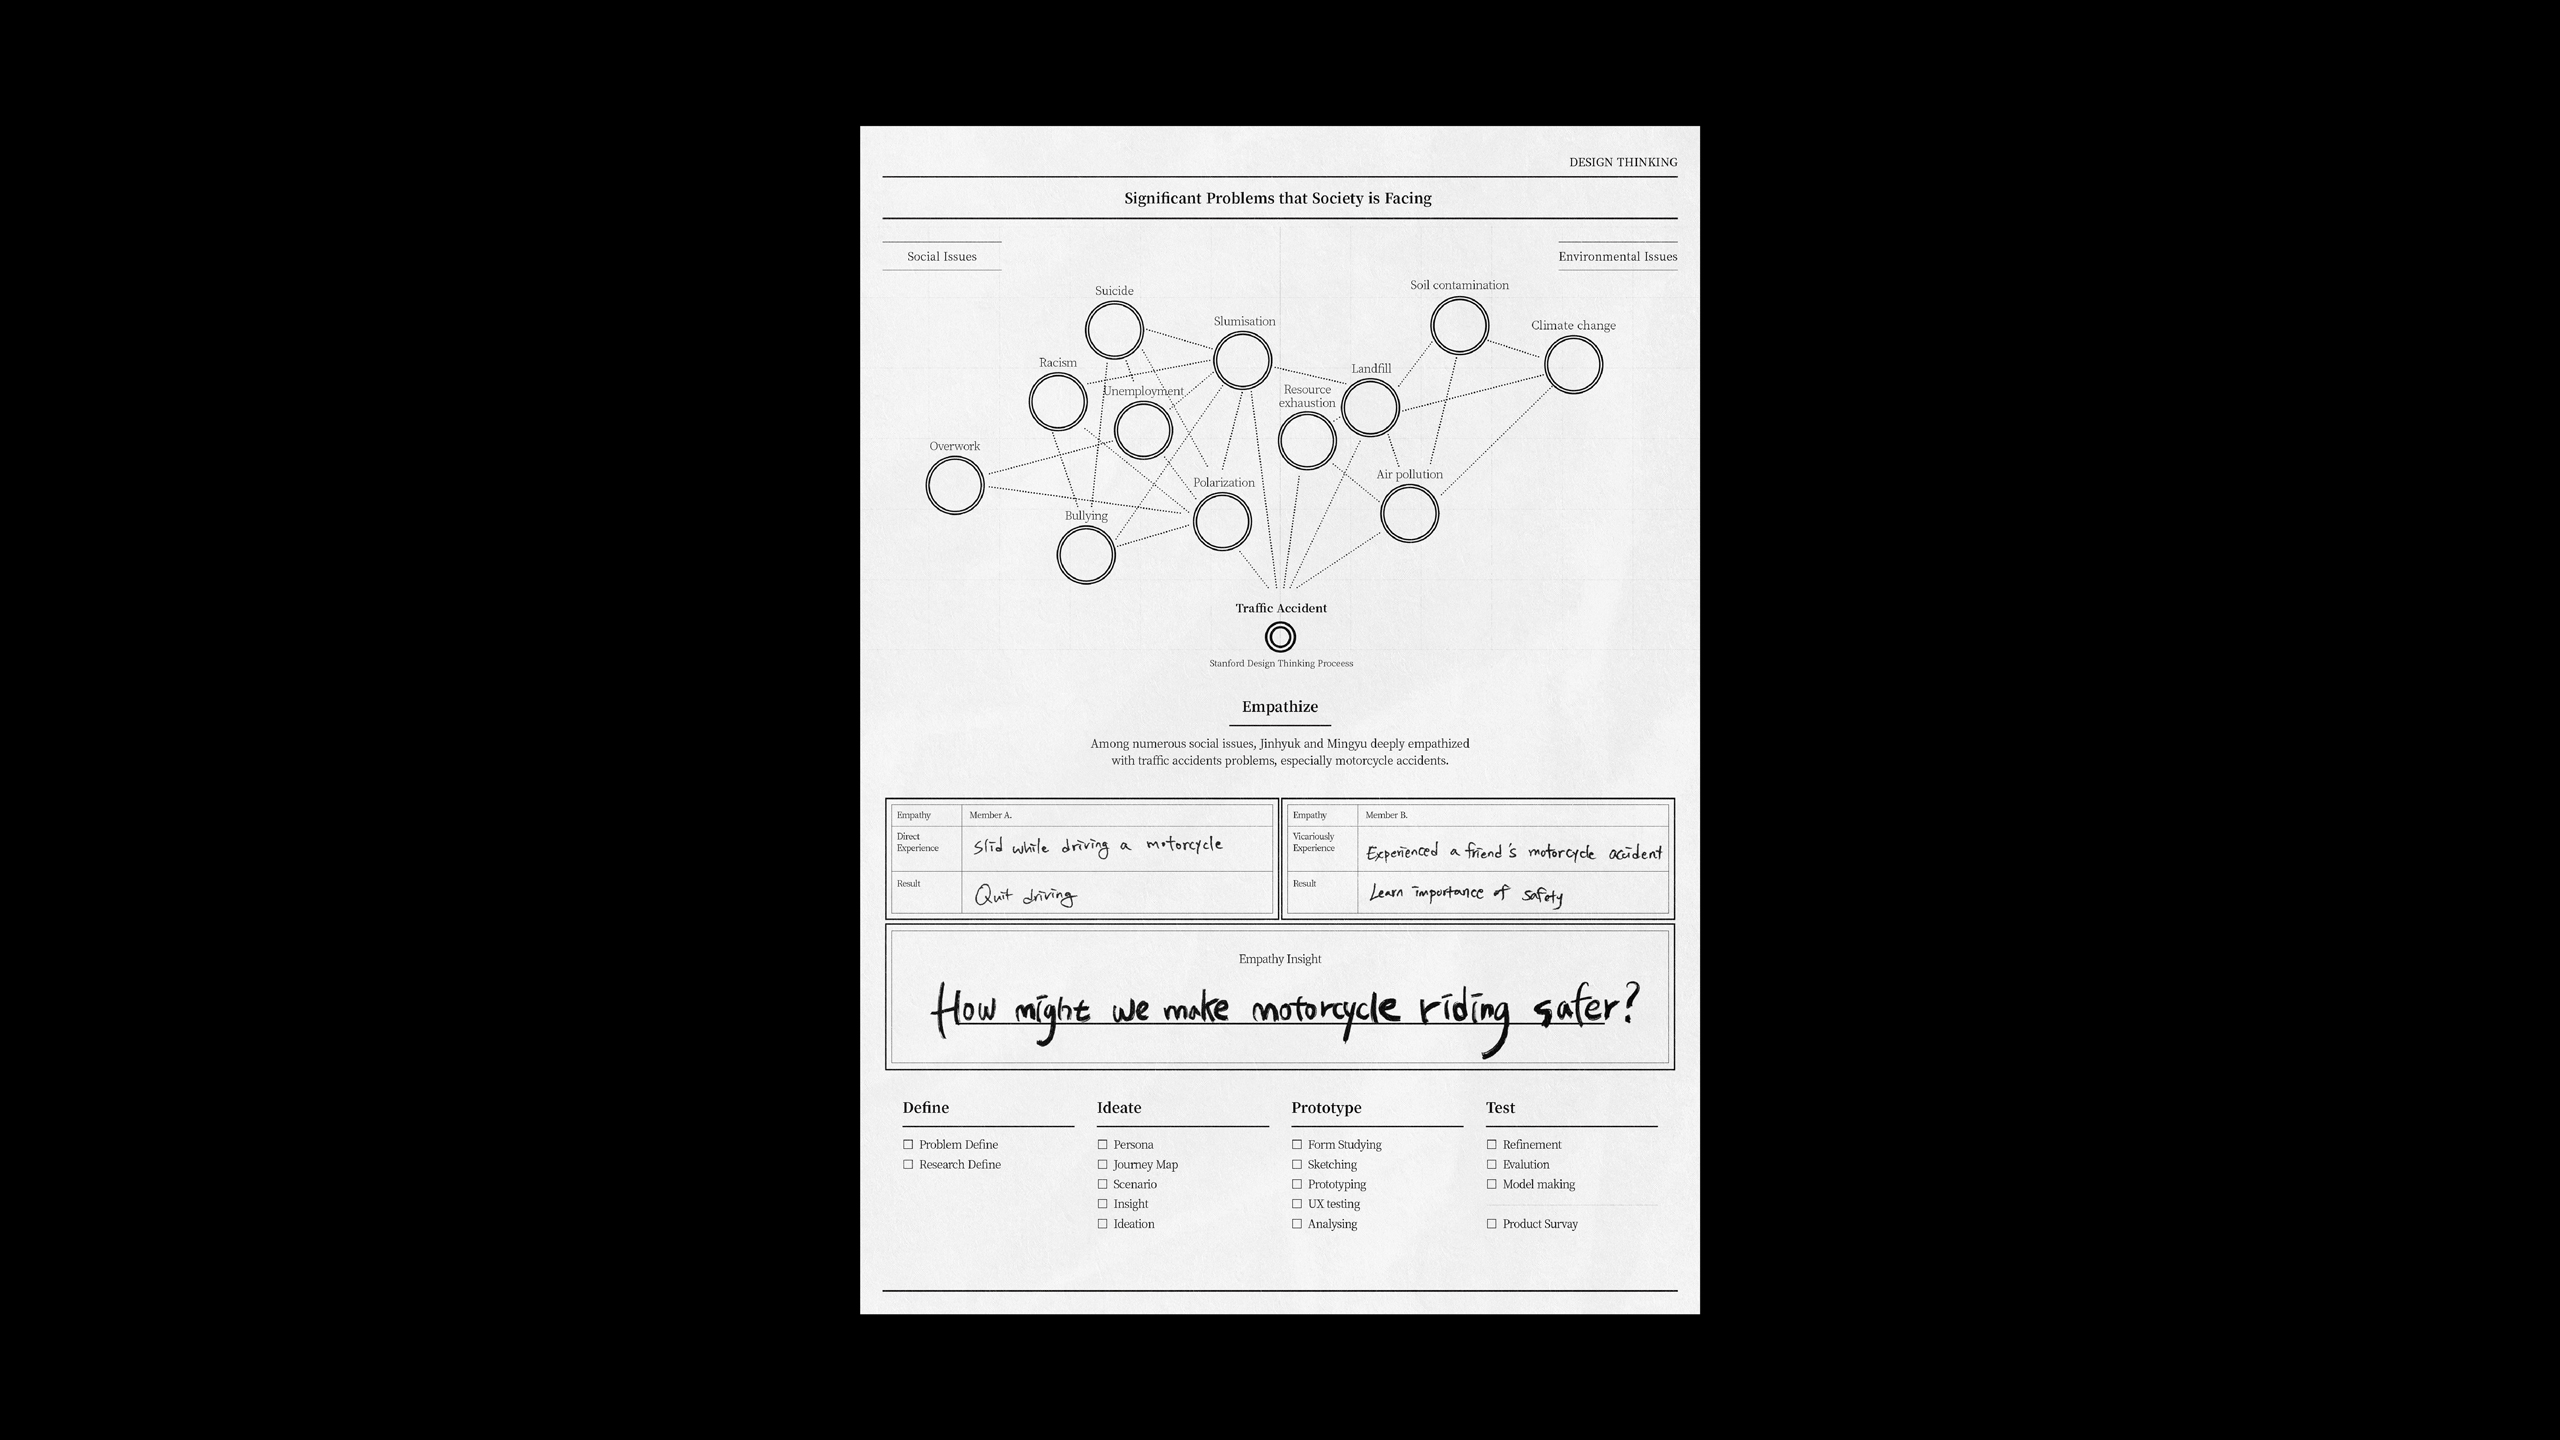 DESIGN THINKING
Significant Problems that Society is Facing
Social Issues
Environmental Issues
Suicide
Soil contamination
Slumisation
Climate change
Racism
Landfill
Unemployment
Resource
exhaustion
Overwork
Air pollution
Polarization
Bullying
Traffic Accident
Stanford Design Thinking Proceess
Empathize
Among numerous social issues, Jinhyuk and Mingyu deeply empathized
with traffic accidents problems, especially motorcycle accidents.
Empathy
Member A.
Direct
Experience
Slid while driving a motorcycle
Result
Quit driving
Empathy
Member B.
Vicariously
Experience
Experienced a friend's motorcycle accident
Result
Learn importance of safety
Empathy Insight
How might we make motorcycle riding safer?
Define
☐ Problem Define
☐ Research Define
Ideate
☐ Persona
☐ Journey Map
☐ Scenario
☐ Insight
☐ Ideation
Prototype
☐ Form Studying
☐ Sketching
☐ Prototyping
☐ UX testing
☐ Analysing
Test
☐ Refinement
☐ Evalution
☐ Model making
☐ Product Survay